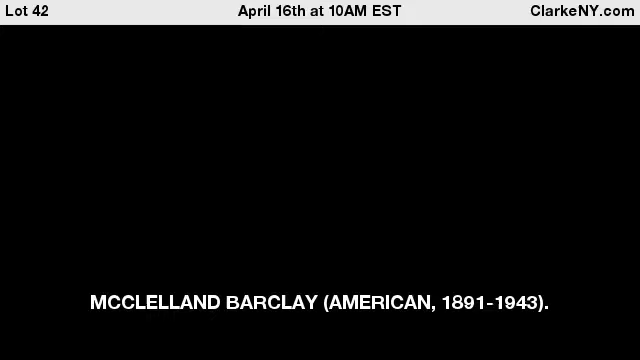 Lot 42 April 16th at 10AM EST ClarkeNY.com
MCCLELLAND BARCLAY (AMERICAN, 1891-1943).